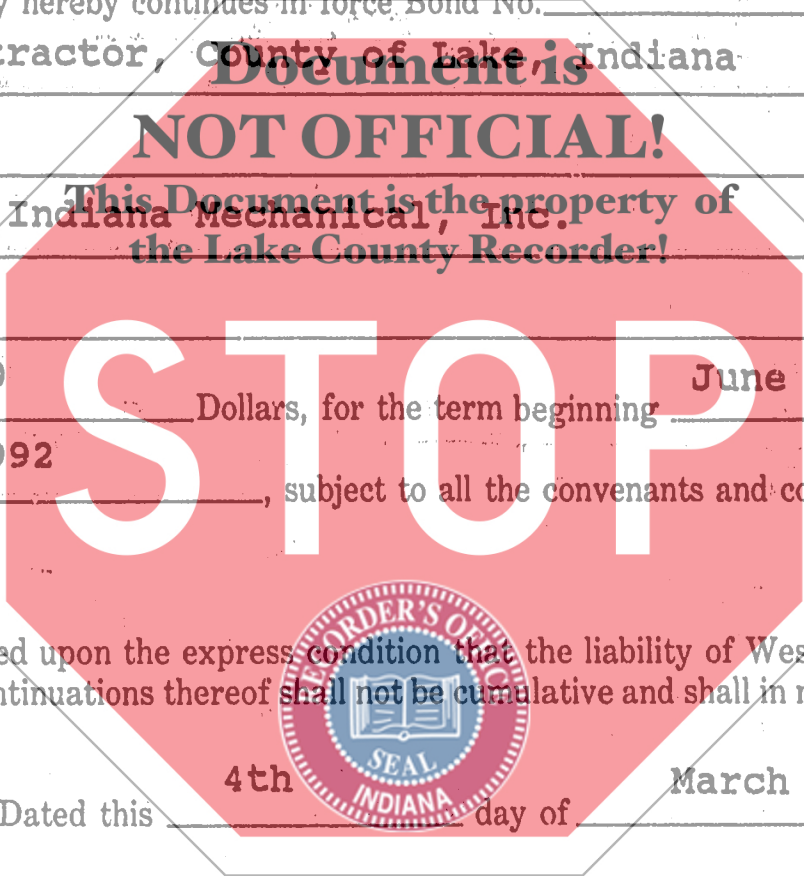 hereby continues in force Bond No.
tractor, County of Lake, Indiana
Document is
NOT OFFICIAL!
This Document is the property of
Indiana Mechanical, Inc.
the Lake County Recorder!
STOP
June
Dollars, for the term beginning
992
, subject to all the convenants and co
RECORDER'S OFFICE
ed upon the express condition that the liability of Wes
ntinuations thereof shall not be cumulative and shall in n
SEAL
INDIANA
4th March
Dated this day of